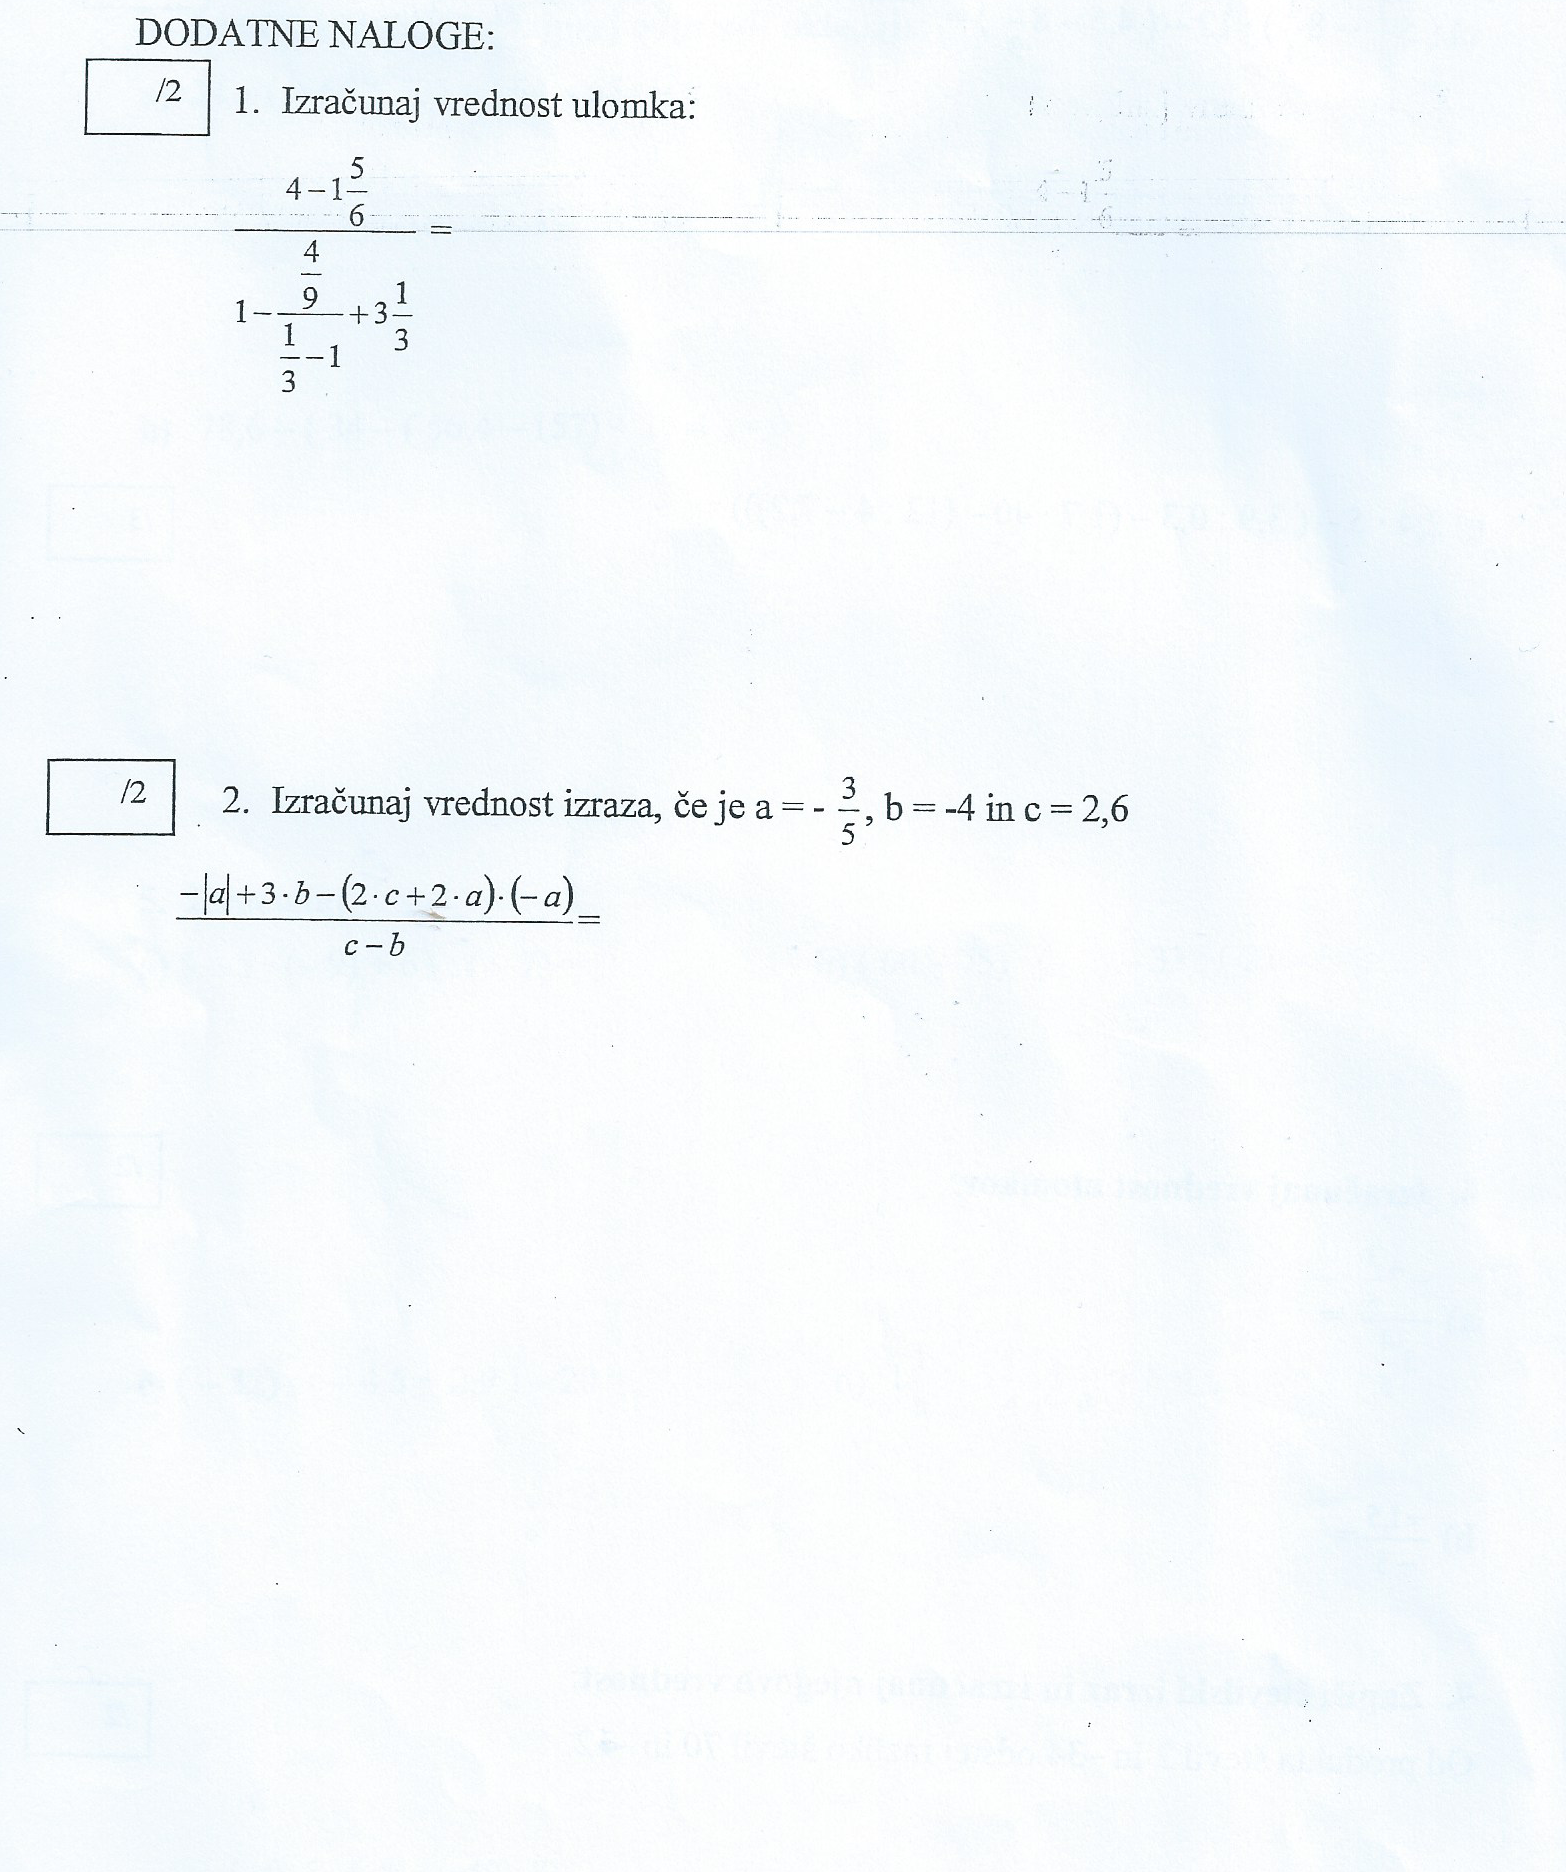 DODATNE NALOGE:
/2
1. Izračunaj vrednost ulomka:
4-1 5/6
=
4/9
1- +3 1/3
1/3 -1
/2
2. Izračunaj vrednost izraza, če je a = - 3/5, b = -4 in c = 2,6
-|a|+3·b-(2·c+2·a)·(-a) =
c-b